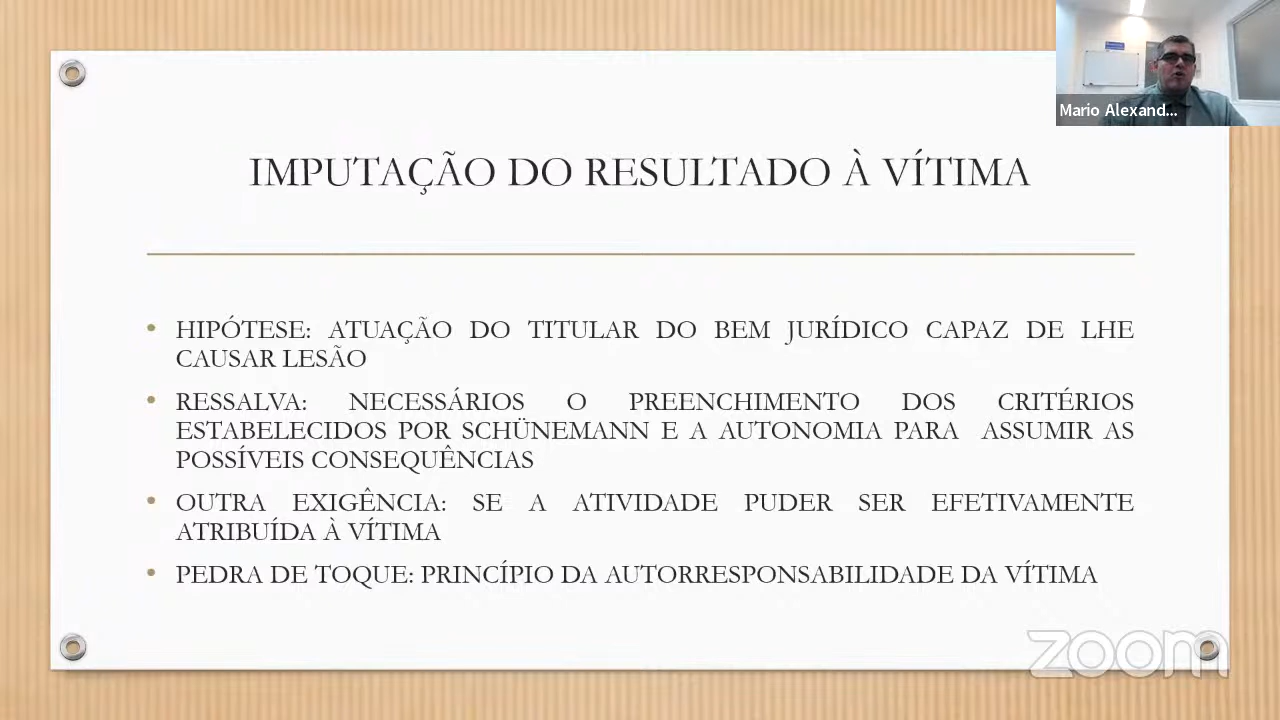 Mario Alexand...
IMPUTAÇÃO DO RESULTADO À VÍTIMA
• HIPÓTESE: ATUAÇÃO DO TITULAR DO BEM JURÍDICO CAPAZ DE LHE
CAUSAR LESÃO
• RESSALVA: NECESSÁRIOS O PREENCHIMENTO DOS CRITÉRIOS
ESTABELECIDOS POR SCHÜNEMANN E A AUTONOMIA PARA ASSUMIR AS
POSSÍVEIS CONSEQUÊNCIAS
• OUTRA EXIGÊNCIA: SE A ATIVIDADE PUDER SER EFETIVAMENTE
ATRIBUÍDA À VÍTIMA
• PEDRA DE TOQUE: PRINCÍPIO DA AUTORRESPONSABILIDADE DA VÍTIMA
zoom